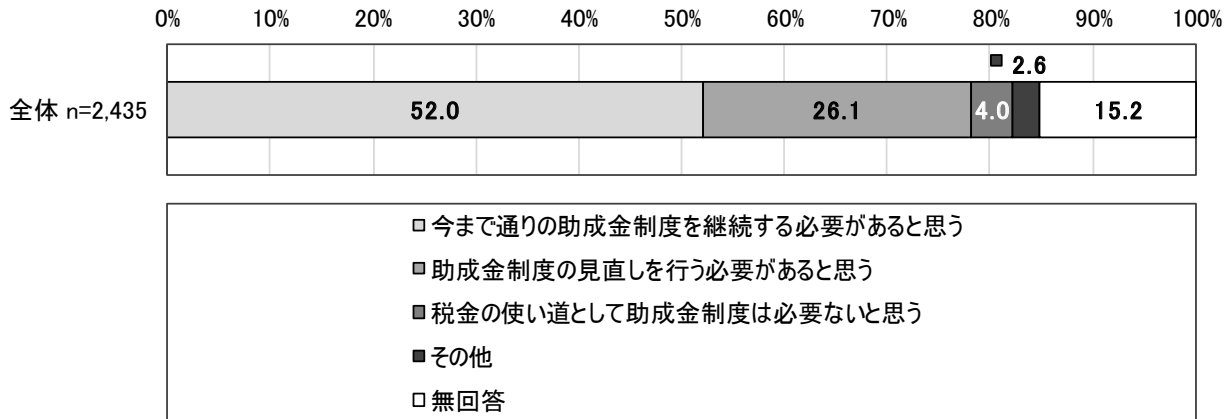 0% 10% 20% 30% 40% 50% 60% 70% 80% 90% 100%
2.6
全体 n=2,435 52.0 26.1 4.0 15.2
今まで通りの助成金制度を継続する必要があると思う
助成金制度の見直しを行う必要があると思う
税金の使い道として助成金制度は必要ないと思う
その他
無回答